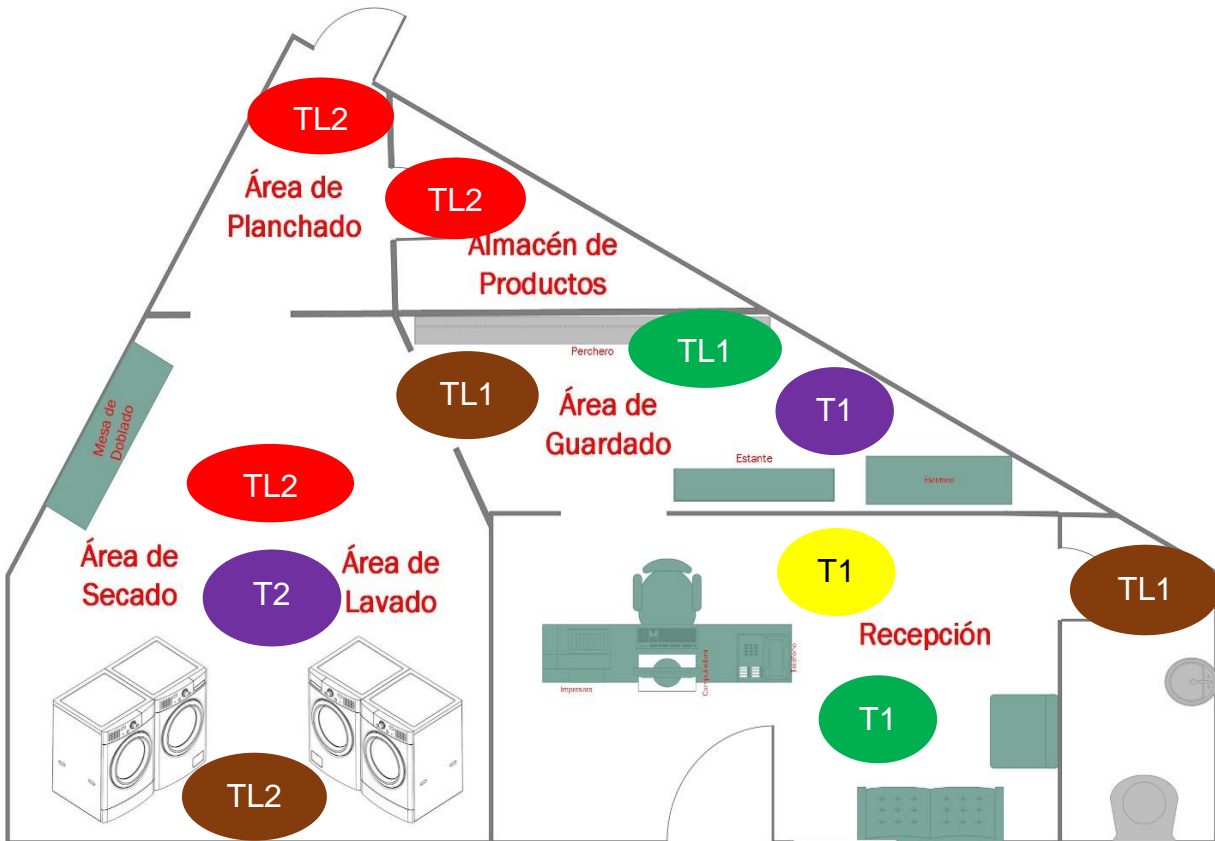 TL2
Área de
Planchado
TL2
Almacén de
Productos
Perchero
TL1
TL1
Área de
Guardado
T1
Mesa de
Doblado
Estante
Escritorio
TL2
Área de
Secado
T2
Área de
Lavado
T1
TL1
Recepción
Impresora
Computadora
Teléfono
T1
TL2